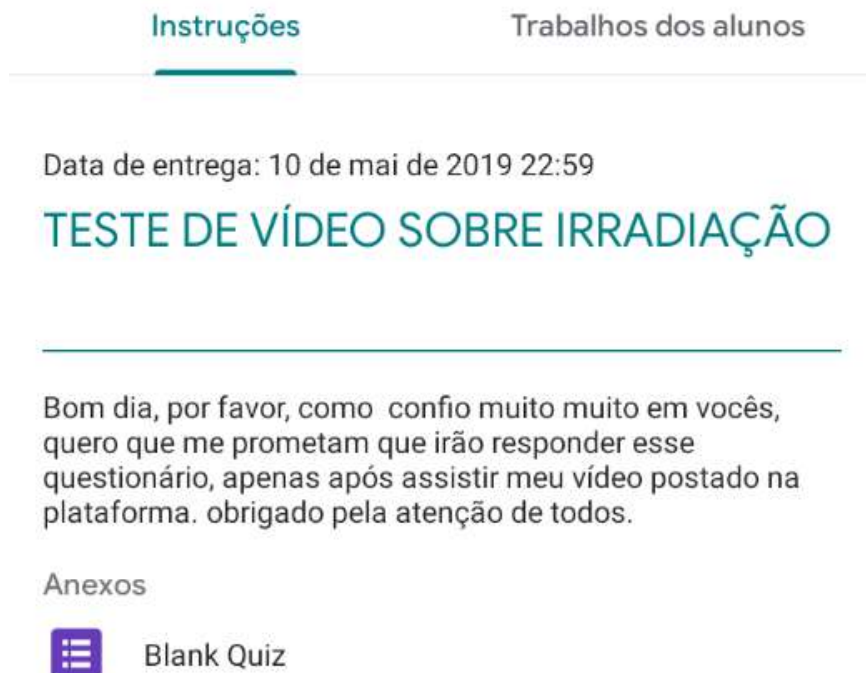 Instruções Trabalhos dos alunos
Data de entrega: 10 de mai de 2019 22:59
TESTE DE VÍDEO SOBRE IRRADIAÇÃO
Bom dia, por favor, como  confio muito muito em vocês,
quero que me prometam que irão responder esse
questionário, apenas após assistir meu vídeo postado na
plataforma. obrigado pela atenção de todos.
Anexos
Blank Quiz